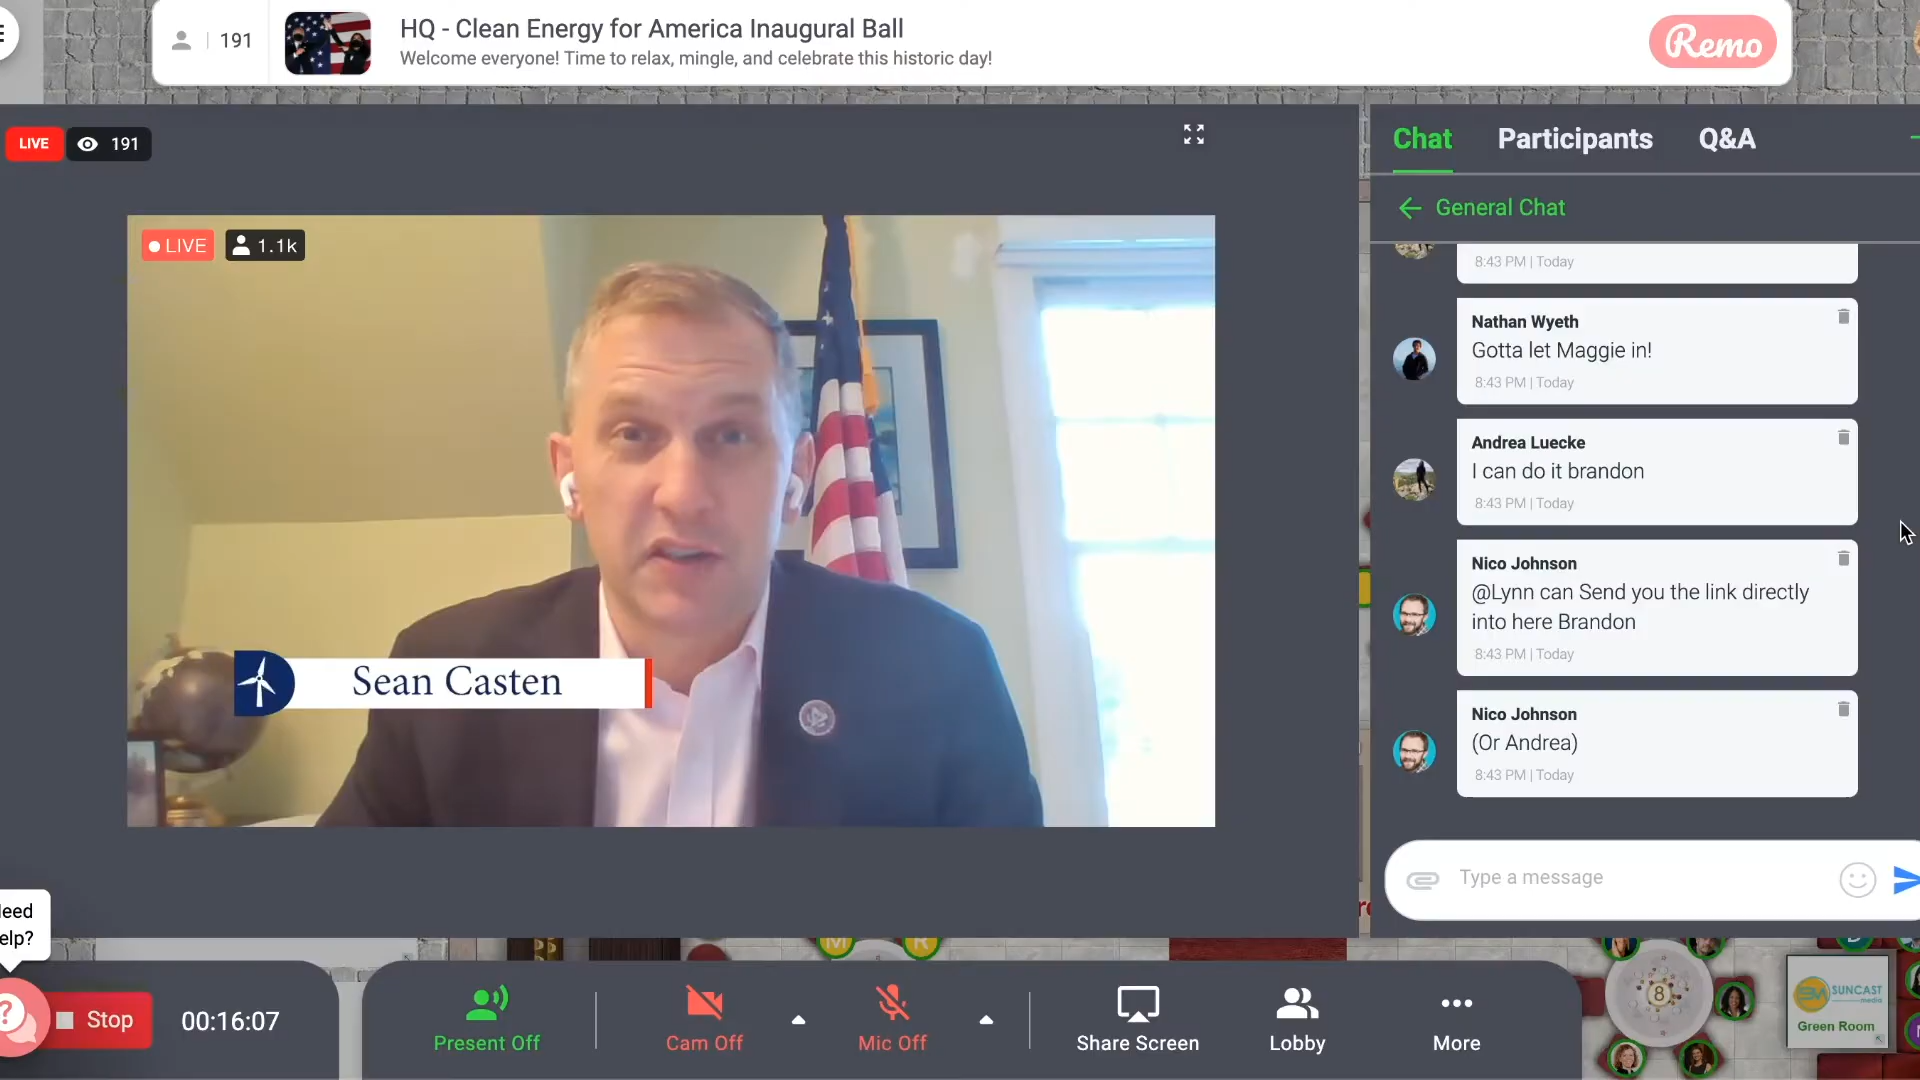 191
HQ - Clean Energy for America Inaugural Ball
Welcome everyone! Time to relax, mingle, and celebrate this historic day!
Remo
LIVE
191
LIVE
1.1k
Sean Casten
Chat
Participants
Q&A
General Chat
8:43 PM | Today
Nathan Wyeth
Gotta let Maggie in!
8:43 PM | Today
Andrea Luecke
I can do it brandon
8:43 PM | Today
Nico Johnson
@Lynn can Send you the link directly
into here Brandon
8:43 PM | Today
Nico Johnson
(Or Andrea)
8:43 PM | Today
Type a message
eed
elp?
?
Stop
00:16:07
Present Off
Cam Off
Mic Off
Share Screen
Lobby
More
M
R
8
SUNCAST
media
Green Room